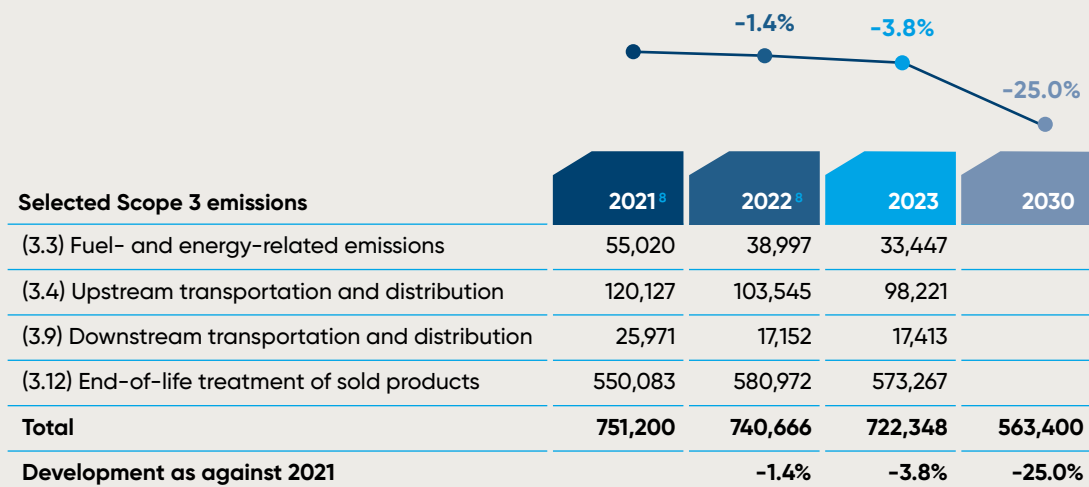 -1.4%
-3.8%
-25.0%
Selected Scope 3 emissions 2021⁸ 2022⁸ 2023 2030
(3.3) Fuel- and energy-related emissions 55,020 38,997 33,447
(3.4) Upstream transportation and distribution 120,127 103,545 98,221
(3.9) Downstream transportation and distribution 25,971 17,152 17,413
(3.12) End-of-life treatment of sold products 550,083 580,972 573,267
Total 751,200 740,666 722,348 563,400
Development as against 2021 -1.4% -3.8% -25.0%